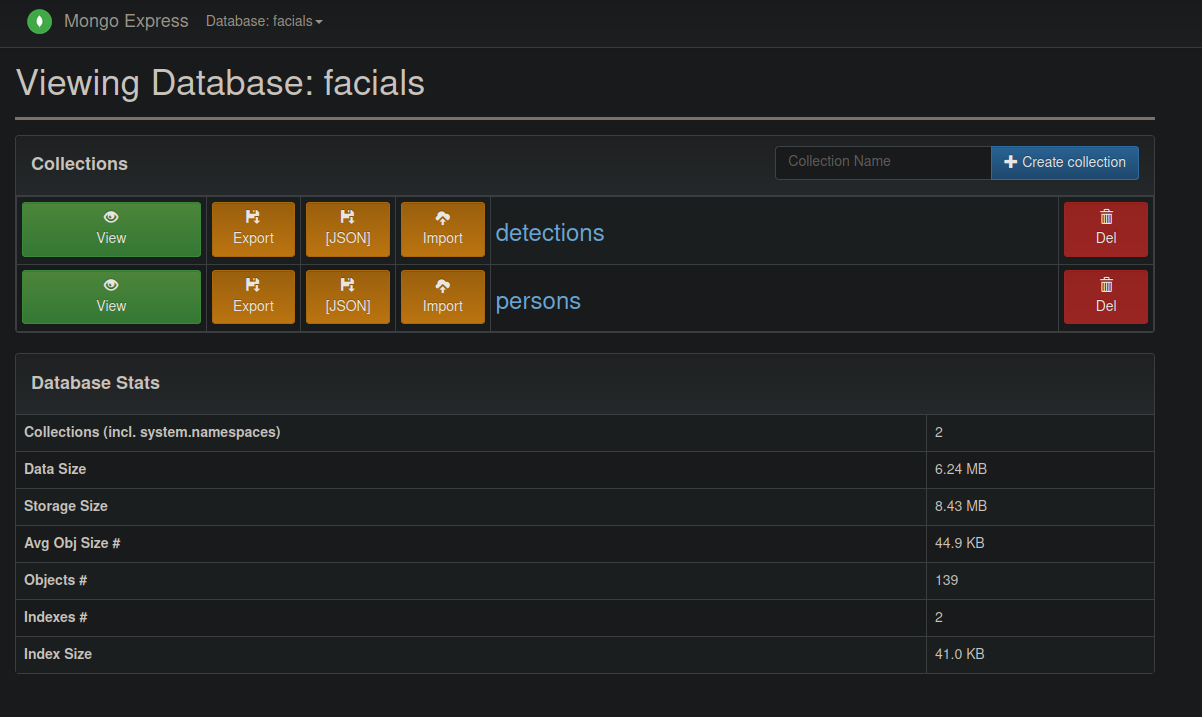 Mongo Express Database: facials
Viewing Database: facials
Collections
Collection Name
Create collection
View
Export
[JSON]
Import
detections
Del
View
Export
[JSON]
Import
persons
Del
Database Stats
Collections (incl. system.namespaces) 2
Data Size 6.24 MB
Storage Size 8.43 MB
Avg Obj Size # 44.9 KB
Objects # 139
Indexes # 2
Index Size 41.0 KB